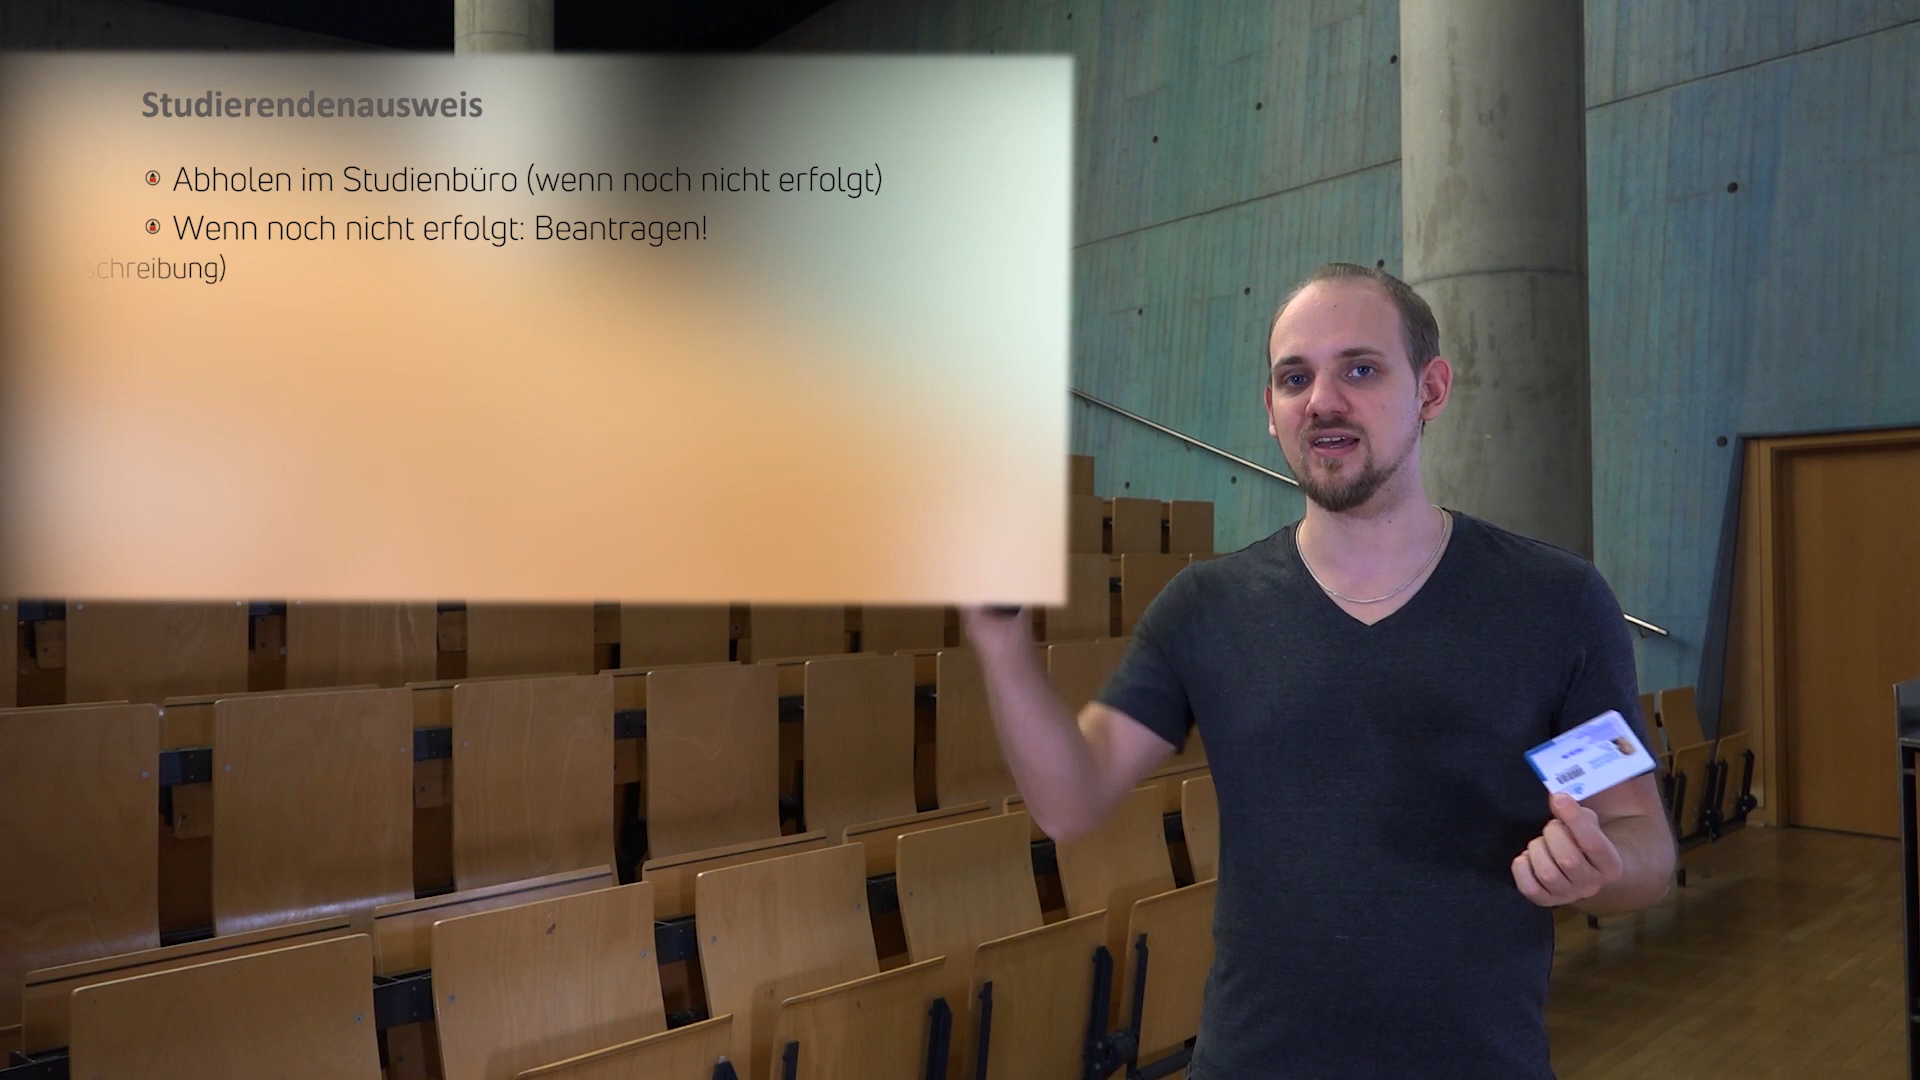 Studierendenausweis
Abholen im Studienbüro (wenn noch nicht erfolgt)
Wenn noch nicht erfolgt: Beantragen!
schreibung)